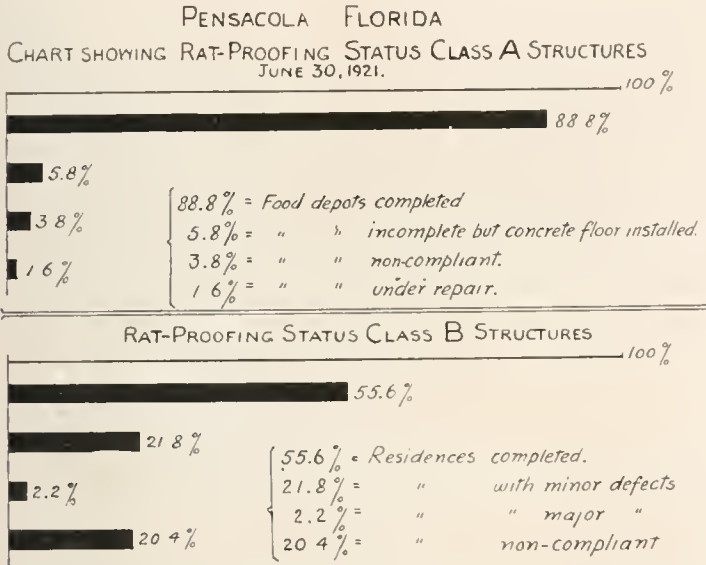 PENSACOLA FLORIDA
CHART SHOWING RAT-PROOFING STATUS CLASS A STRUCTURES
JUNE 30, 1921.
100%
88 8%
5.8%
3 8%
1 6%
88.8% = Food depots completed
5.8% = " " incomplete but concrete floor installed.
3.8% = " " non-compliant.
1 6% = " " under repair.
RAT-PROOFING STATUS CLASS B STRUCTURES
100%
55.6%
21 8%
2.2%
20 4%
55.6% = Residences completed.
21.8% = " with minor defects
2.2% = " " major "
20 4% = " non-compliant